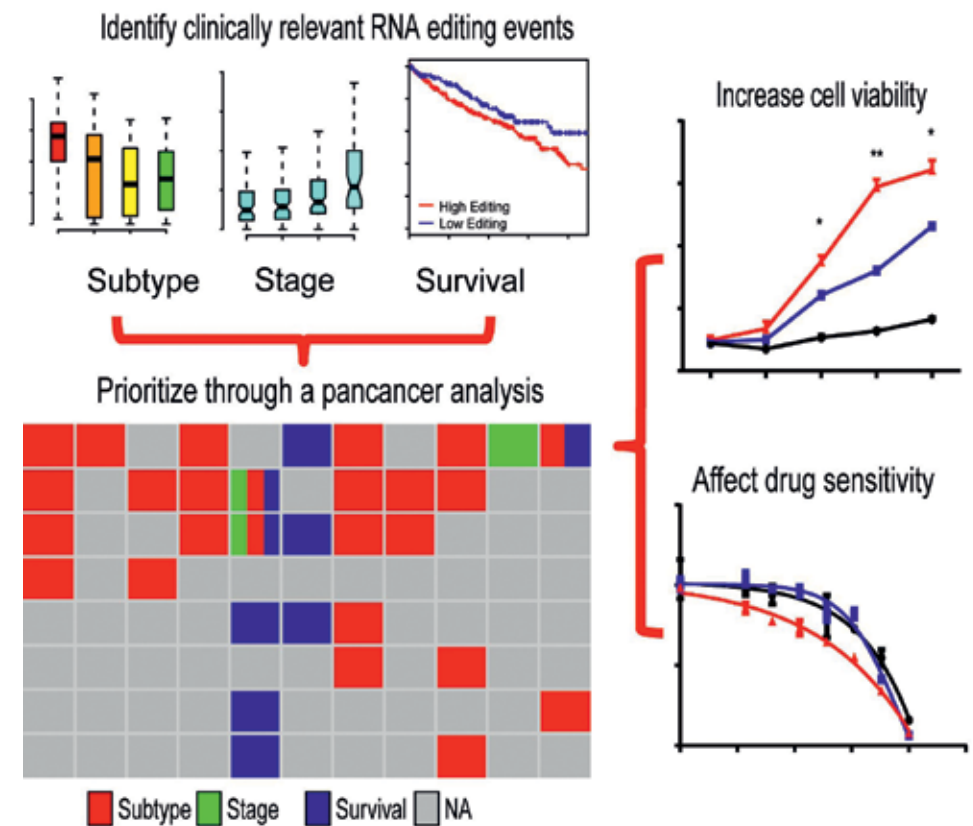 Identify clinically relevant RNA editing events
High Editing
Low Editing
Subtype Stage Survival
Prioritize through a pancancer analysis
Subtype Stage Survival NA
Increase cell viability
*
**
*
Affect drug sensitivity